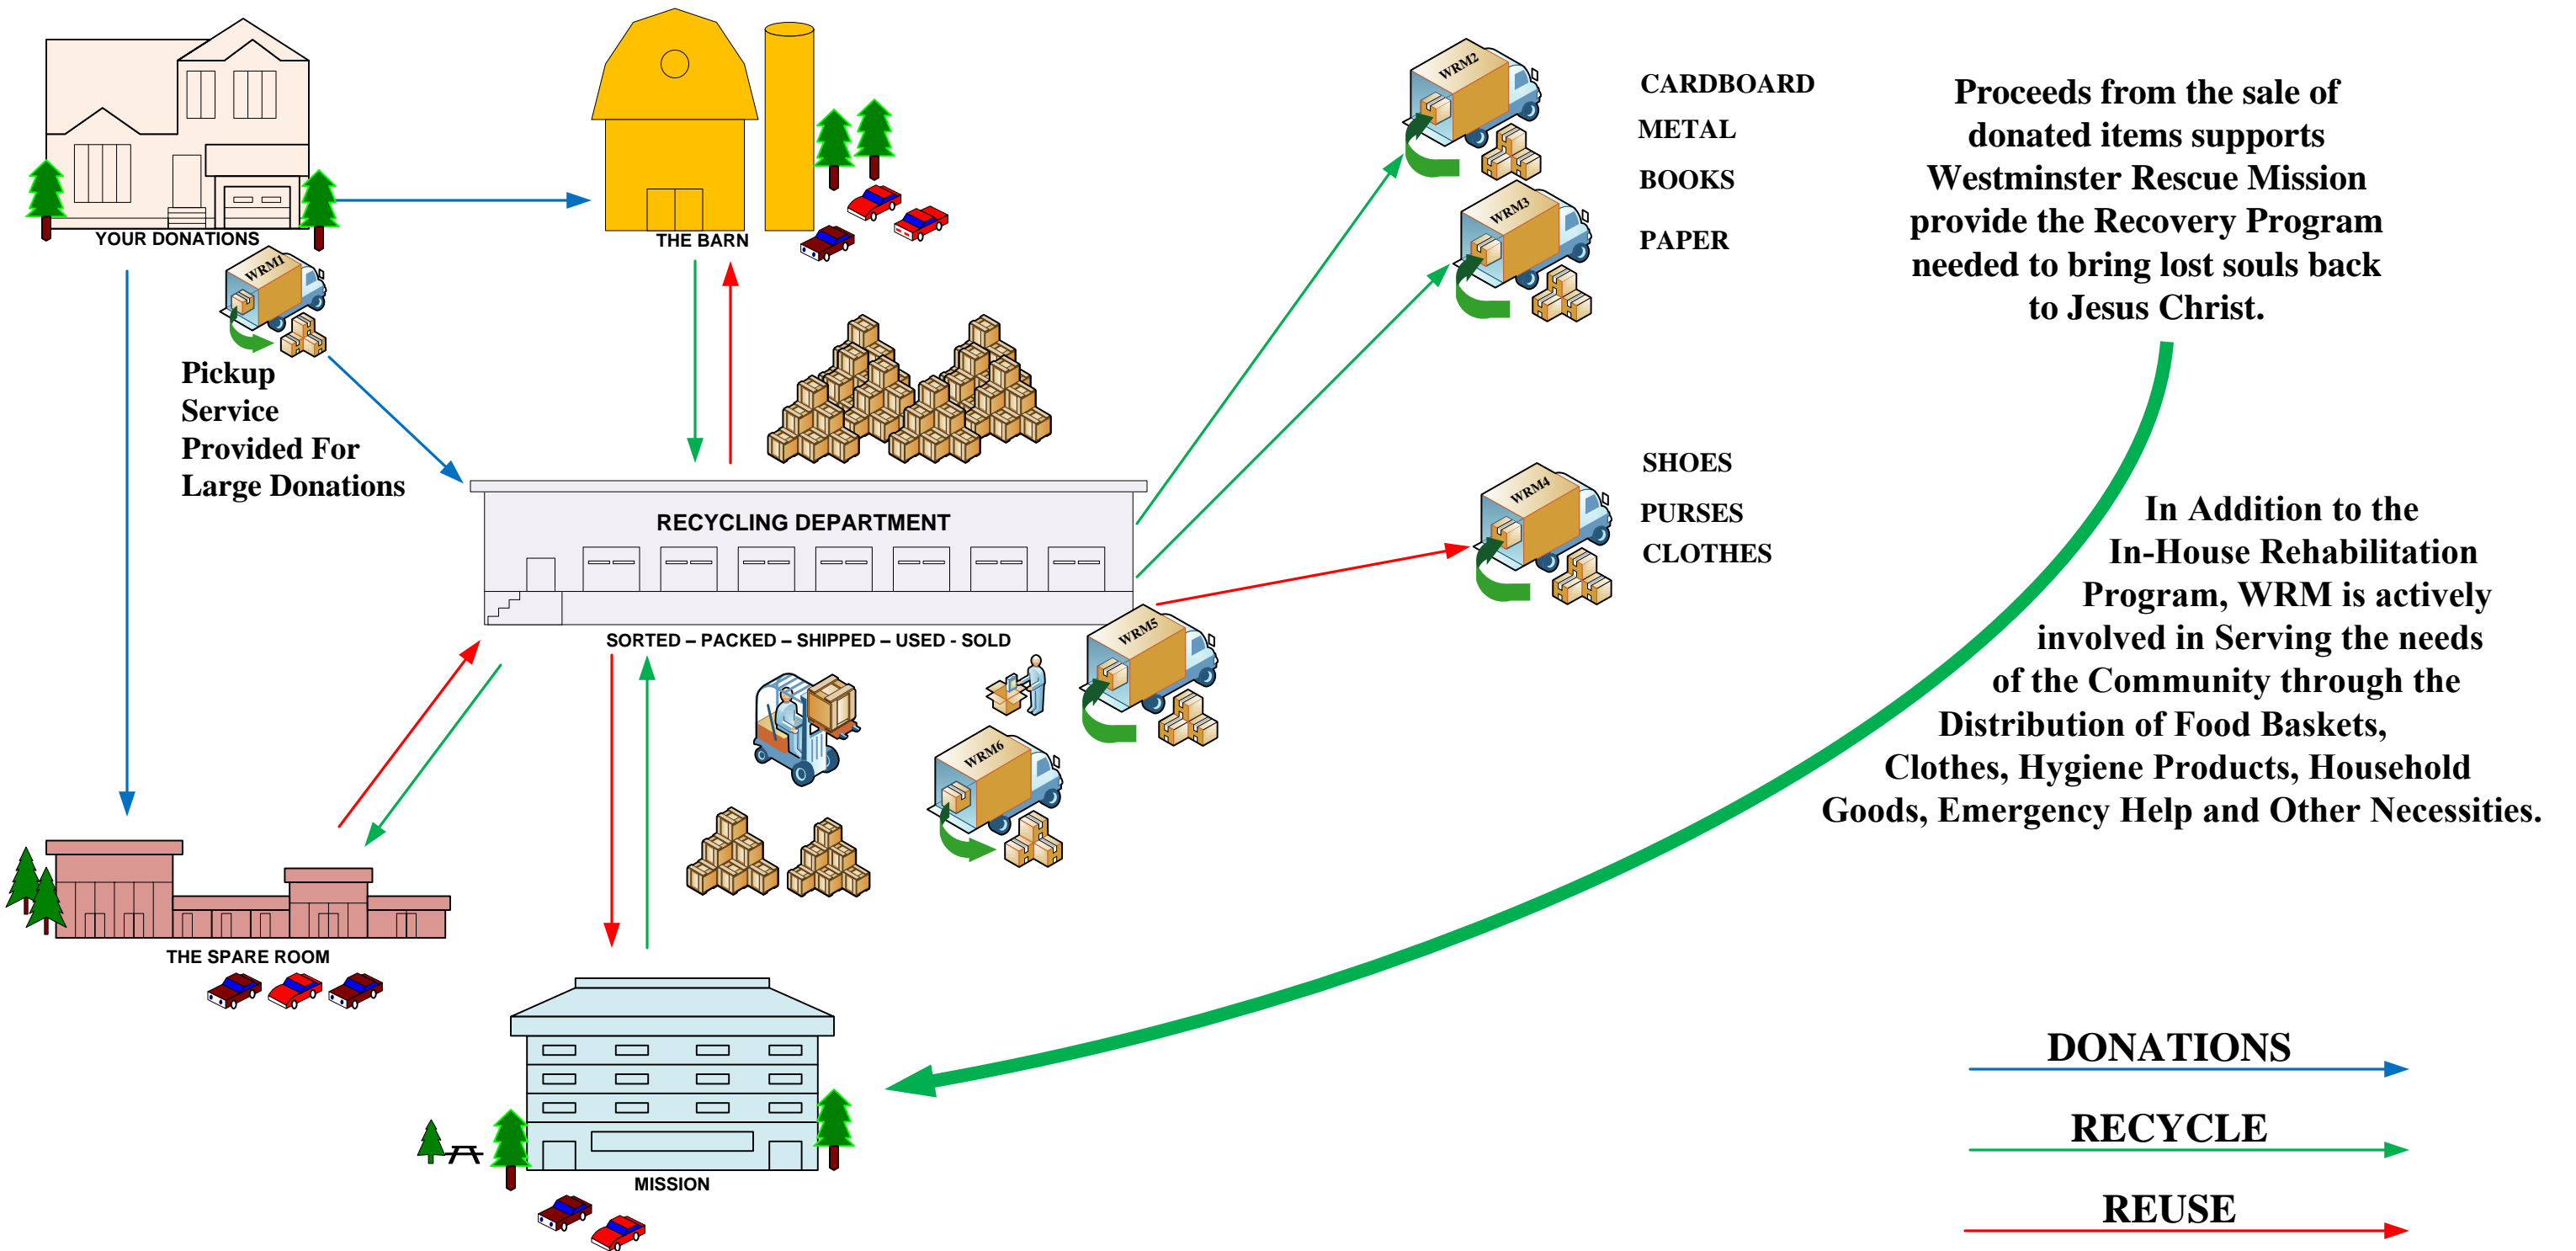 YOUR DONATIONS
THE BARN
WRM1
Pickup
Service
Provided For
Large Donations
WRM2
WRM3
CARDBOARD
METAL
BOOKS
PAPER
Proceeds from the sale of
donated items supports
Westminster Rescue Mission
provide the Recovery Program
needed to bring lost souls back
to Jesus Christ.
RECYCLING DEPARTMENT
SORTED – PACKED – SHIPPED – USED - SOLD
WRM4
SHOES
PURSES
CLOTHES
WRM5
WRM6
In Addition to the
In-House Rehabilitation
Program, WRM is actively
involved in Serving the needs
of the Community through the
Distribution of Food Baskets,
Clothes, Hygiene Products, Household
Goods, Emergency Help and Other Necessities.
THE SPARE ROOM
MISSION
DONATIONS
RECYCLE
REUSE